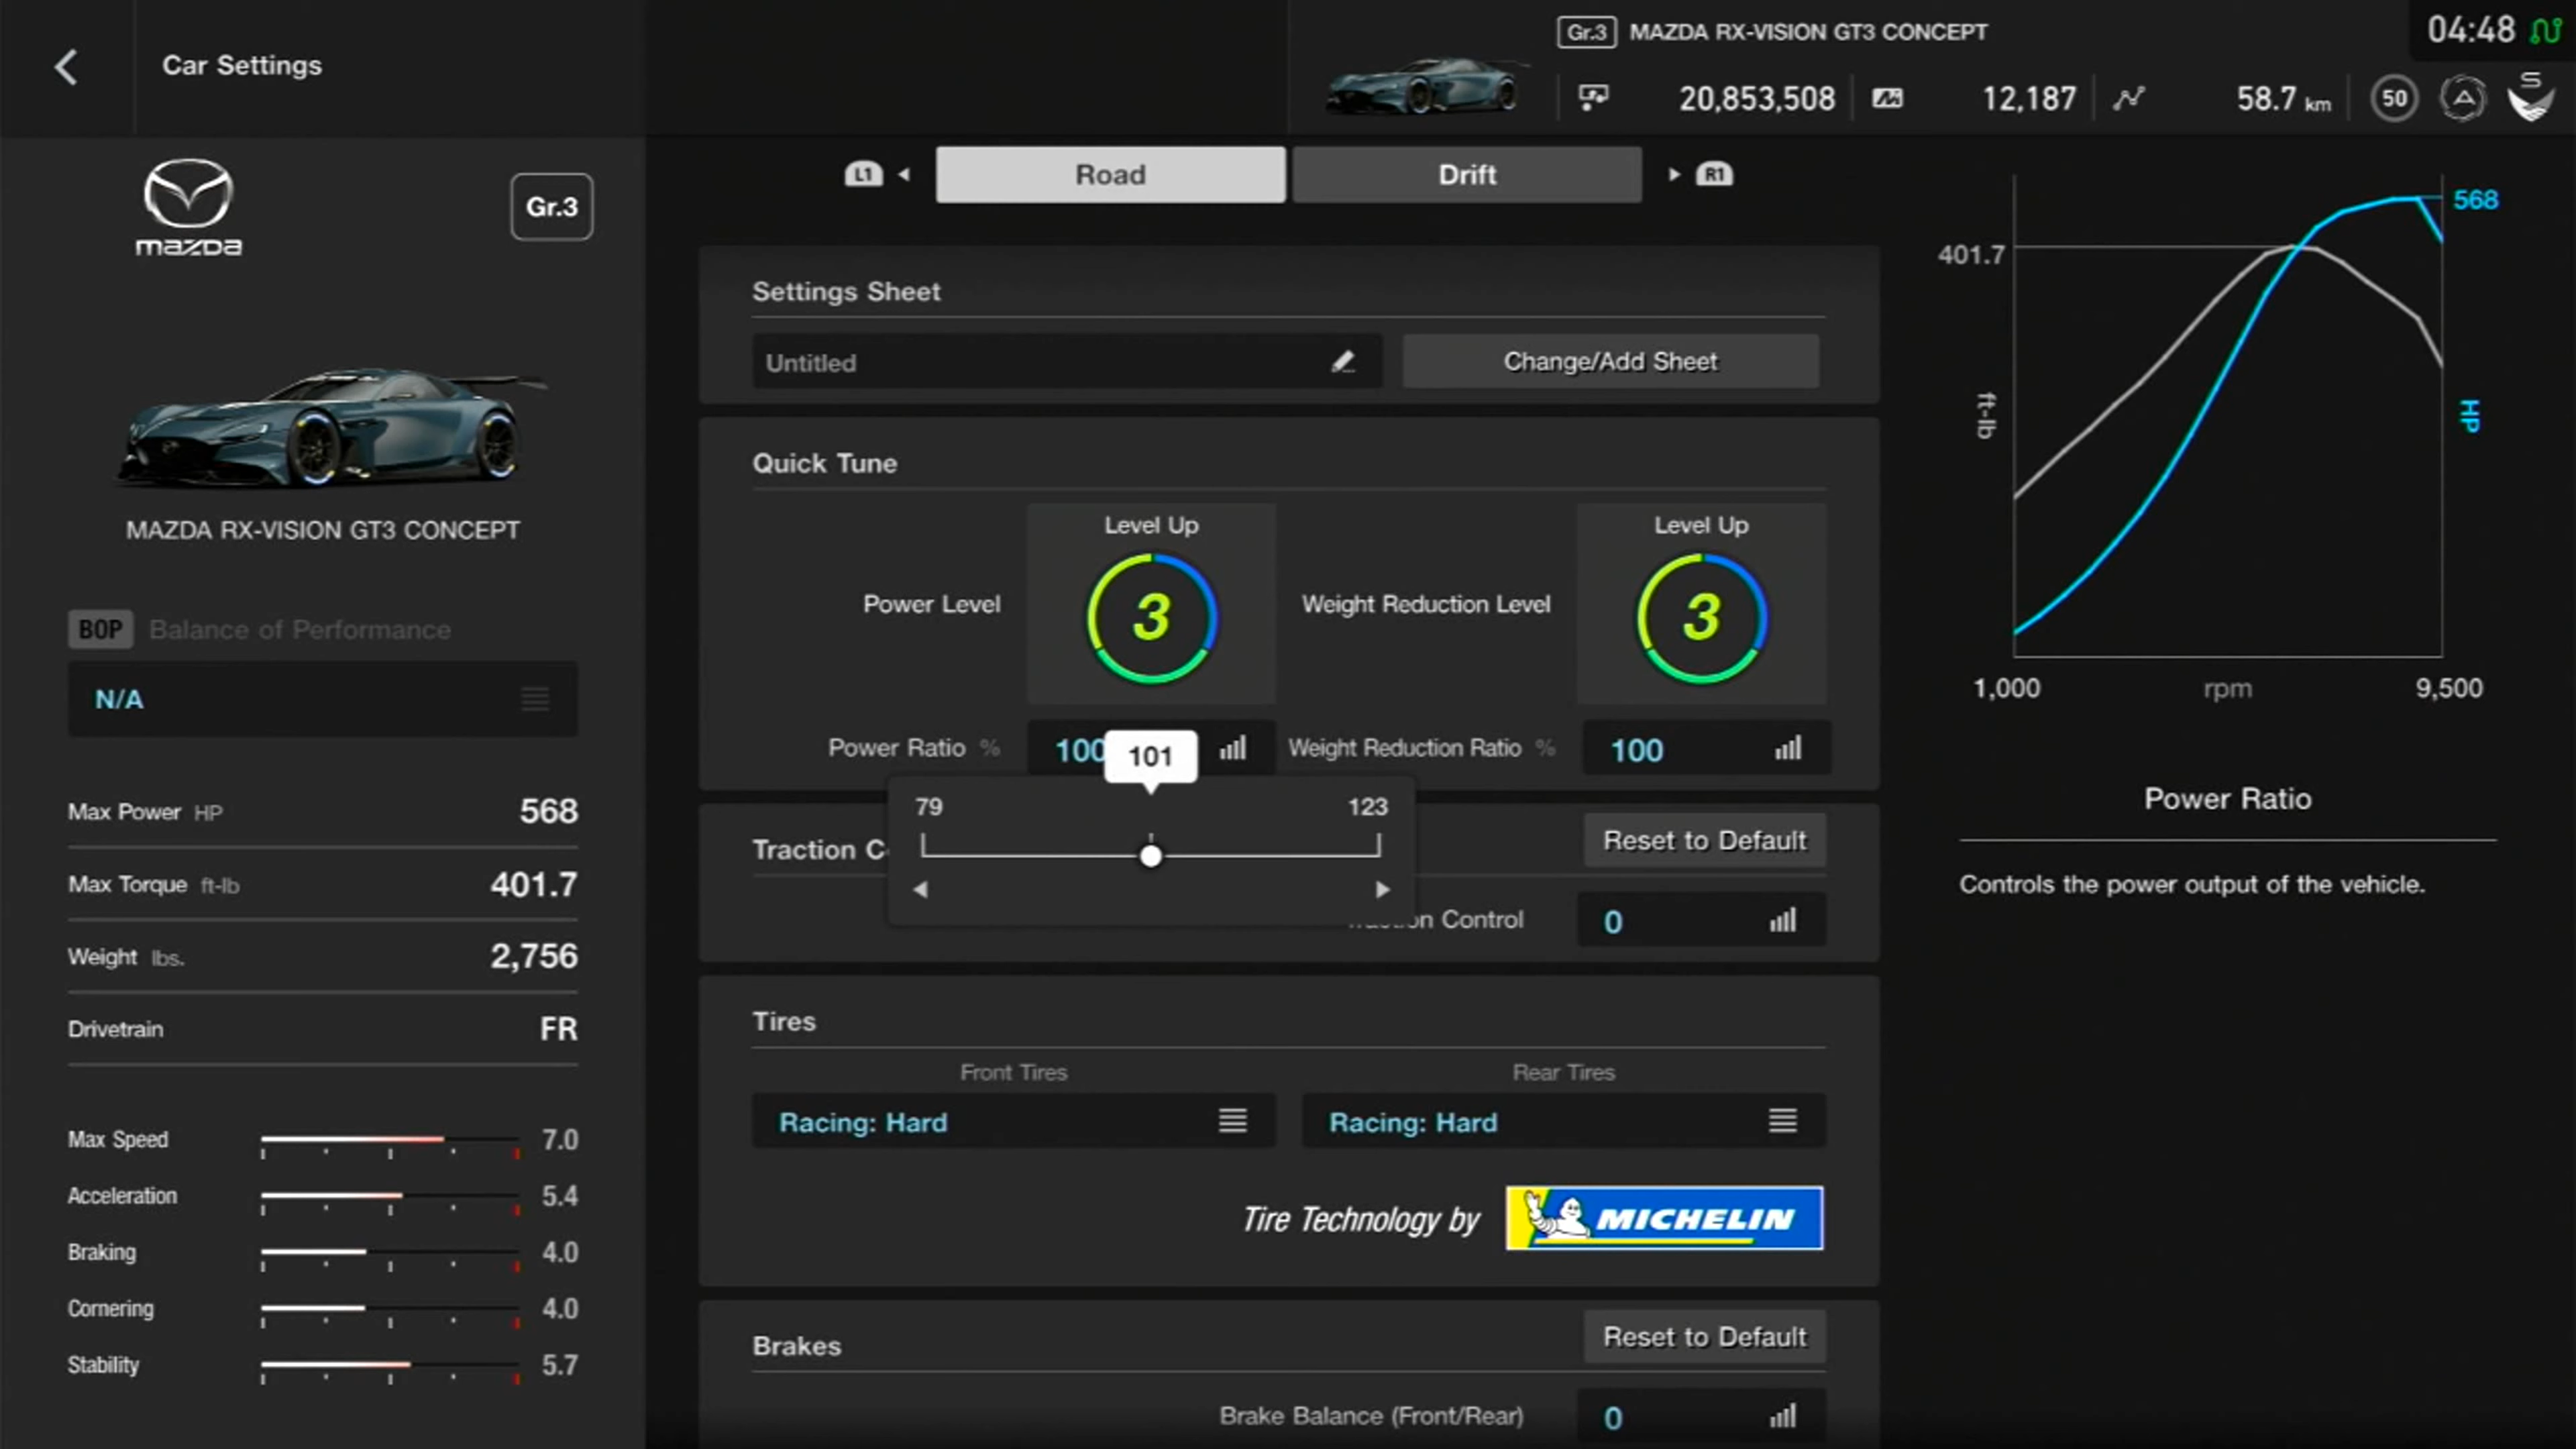 Car Settings
Gr.3 MAZDA RX-VISION GT3 CONCEPT
04:48
20,853,508
12,187
58.7 km
50
A
S
mazda
Gr.3
MAZDA RX-VISION GT3 CONCEPT
BOP Balance of Performance
N/A
Max Power HP 568
Max Torque ft-lb 401.7
Weight lbs. 2,756
Drivetrain FR
Max Speed 7.0
Acceleration 5.4
Braking 4.0
Cornering 4.0
Stability 5.7
L1 Road Drift R1
Settings Sheet
Untitled Change/Add Sheet
Quick Tune
Level Up Level Up
Power Level 3 Weight Reduction Level 3
Power Ratio % 100 Weight Reduction Ratio % 100
101
79 123
Traction C Reset to Default
on Control 0
Tires
Front Tires Rear Tires
Racing: Hard Racing: Hard
Tire Technology by MICHELIN
Brakes Reset to Default
Brake Balance (Front/Rear) 0
568
401.7
ft-lb HP
1,000 rpm 9,500
Power Ratio
Controls the power output of the vehicle.